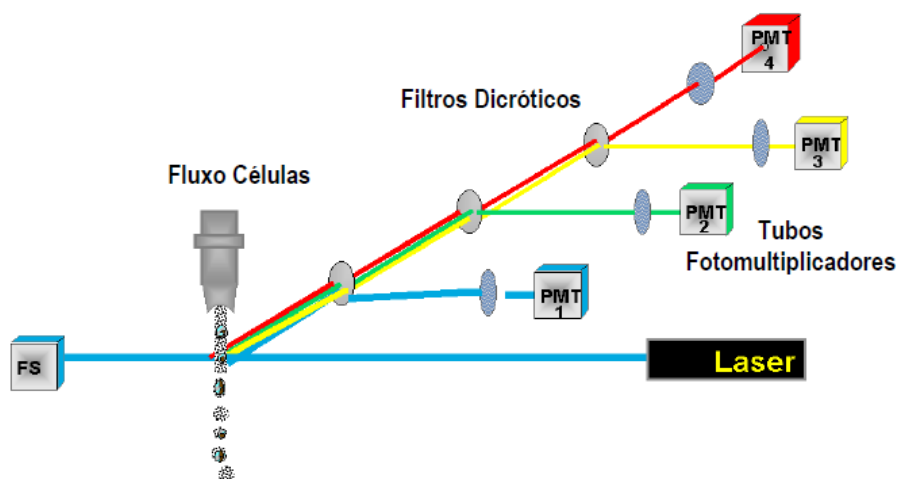 PMT
4
Filtros Dicróticos
PMT
3
Fluxo Células
PMT
2
Tubos
Fotomultiplicadores
PMT
1
FS
Laser